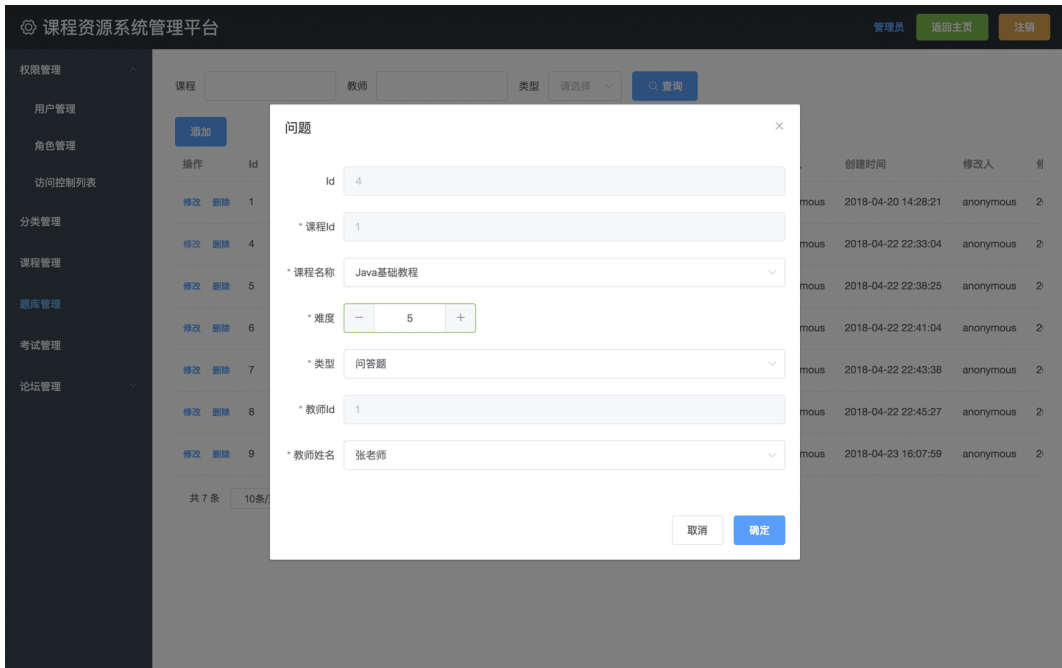 课程资源系统管理平台
管理员 返回主页 注销
权限管理
用户管理
角色管理
访问控制列表
分类管理
课程管理
题库管理
考试管理
论坛管理
课程 教师 类型 请选择 查询
添加
操作 Id 创建时间 修改人
修改 删除 1 mous 2018-04-20 14:28:21 anonymous
修改 删除 4 mous 2018-04-22 22:33:04 anonymous
修改 删除 5 mous 2018-04-22 22:38:25 anonymous
修改 删除 6 mous 2018-04-22 22:41:04 anonymous
修改 删除 7 mous 2018-04-22 22:43:38 anonymous
修改 删除 8 mous 2018-04-22 22:45:27 anonymous
修改 删除 9 mous 2018-04-23 16:07:59 anonymous
共 7 条 10条/
问题
Id 4
* 课程Id 1
* 课程名称 Java基础教程
* 难度 − 5 +
* 类型 问答题
* 教师Id 1
* 教师姓名 张老师
取消 确定